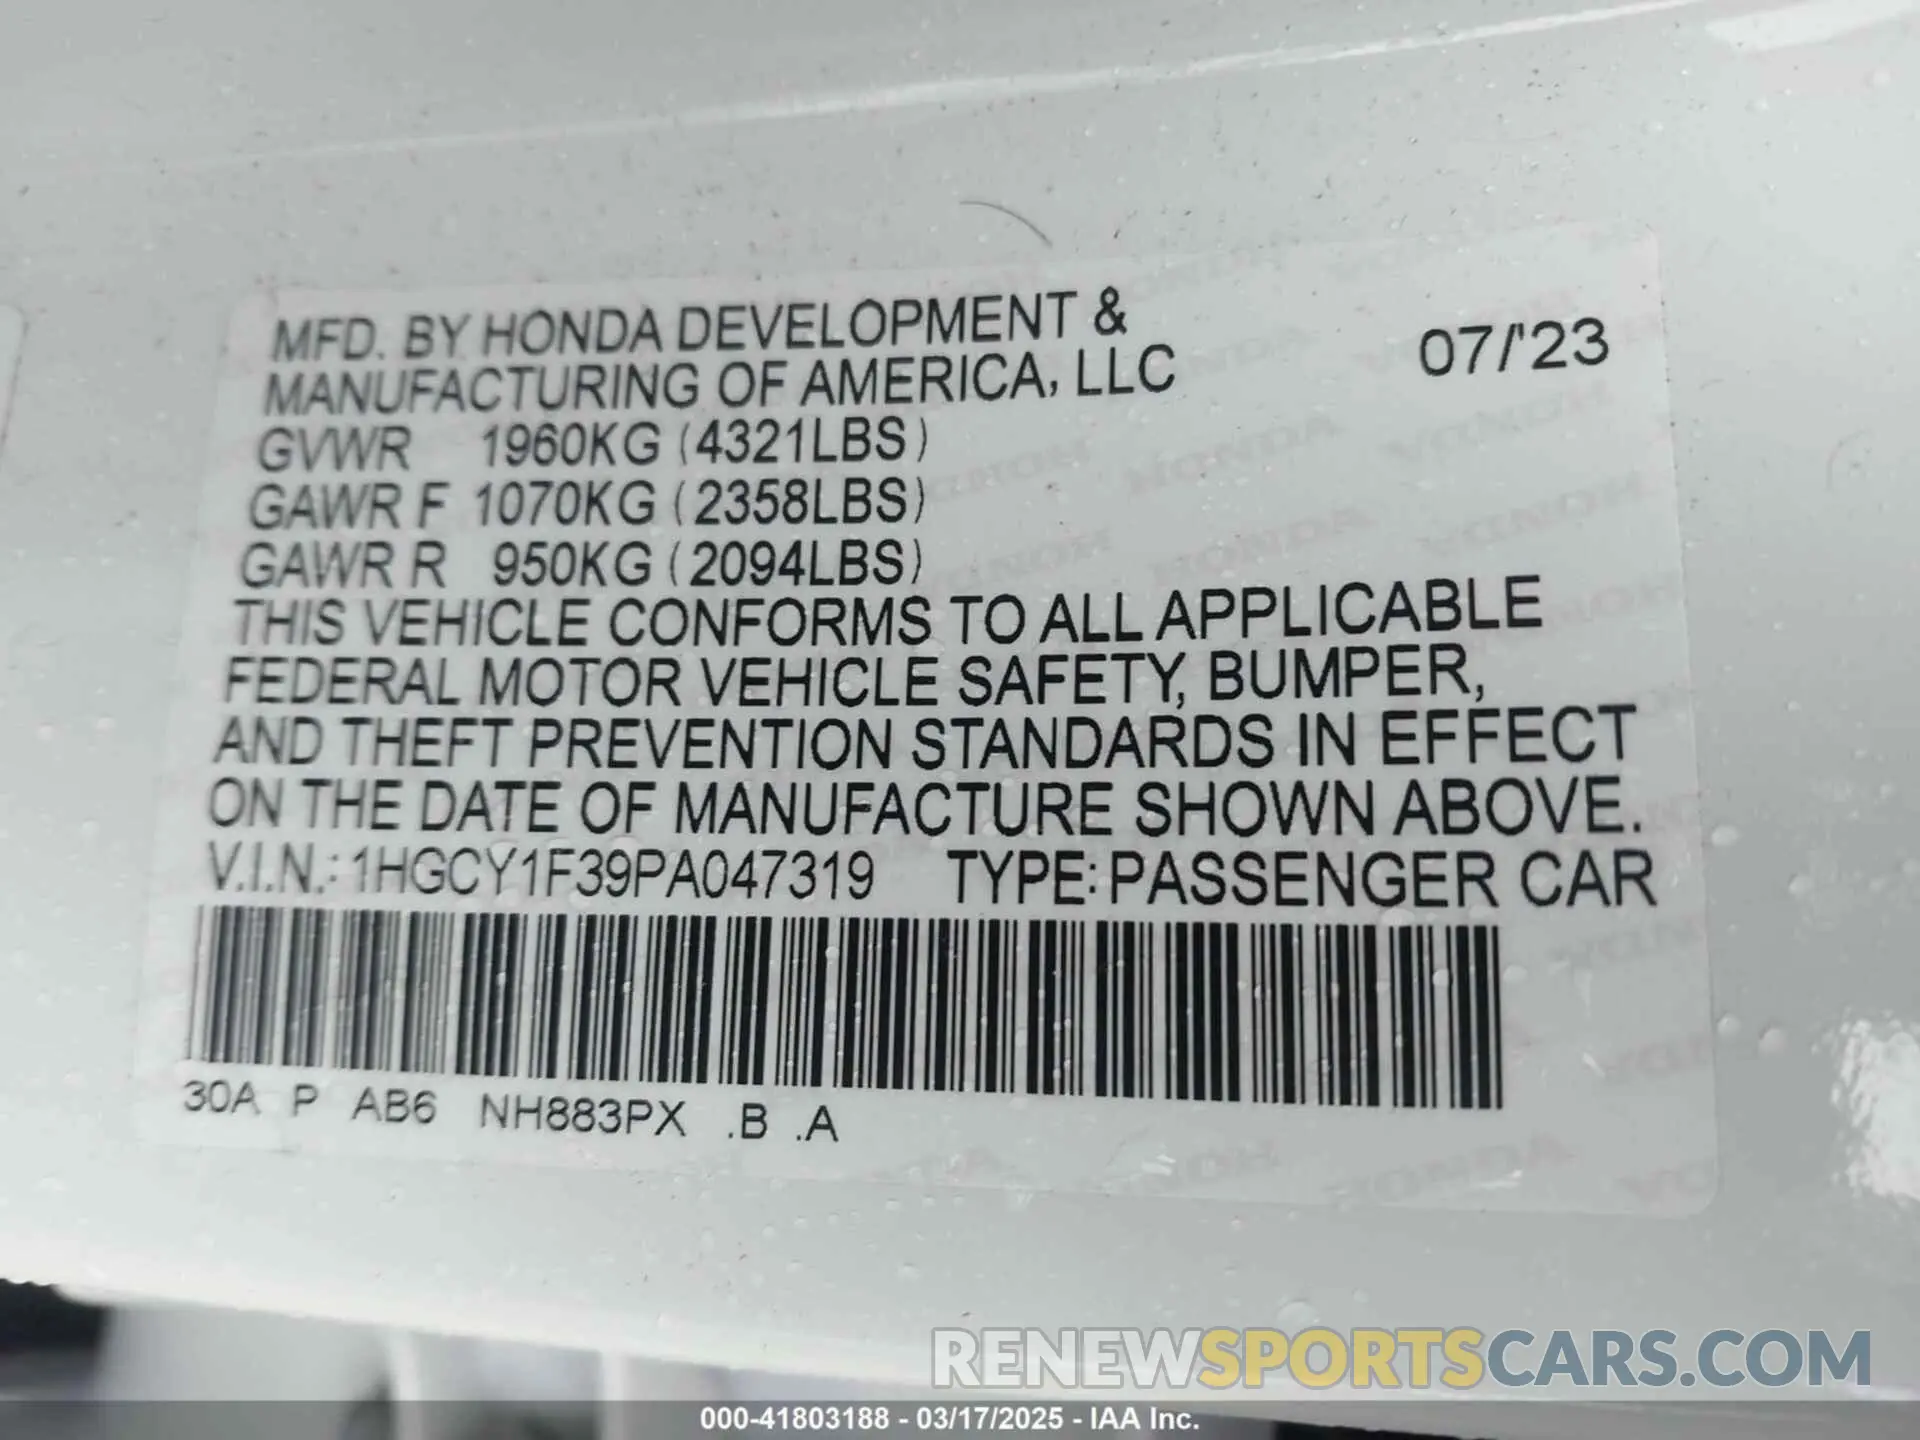 MFD. BY HONDA DEVELOPMENT &
MANUFACTURING OF AMERICA, LLC
07/'23
GVWR 1960KG (4321LBS)
GAWR F 1070KG (2358LBS)
GAWR R 950KG (2094LBS)
THIS VEHICLE CONFORMS TO ALL APPLICABLE
FEDERAL MOTOR VEHICLE SAFETY, BUMPER,
AND THEFT PREVENTION STANDARDS IN EFFECT
ON THE DATE OF MANUFACTURE SHOWN ABOVE.
V.I.N.: 1HGCY1F39PA047319 TYPE: PASSENGER CAR
30A P AB6 NH883PX .B .A
RENEWSPORTSCARS.COM
000-41803188 - 03/17/2025 - IAA Inc.